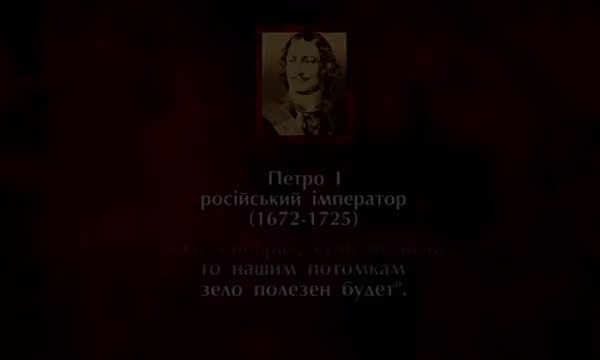 Петро І
російський імператор
(1672-1725)
то нашим потомкам
зело полезен будет".